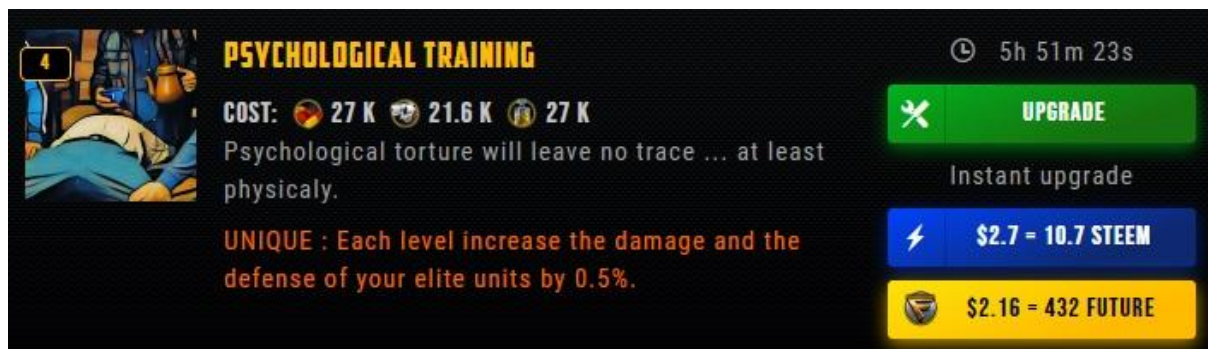 4
PSYCHOLOGICAL TRAINING
COST: 27 K 21.6 K 27 K
Psychological torture will leave no trace ... at least
physicaly.
UNIQUE : Each level increase the damage and the
defense of your elite units by 0.5%.
5h 51m 23s
UPGRADE
Instant upgrade
$2.7 = 10.7 STEEM
$2.16 = 432 FUTURE